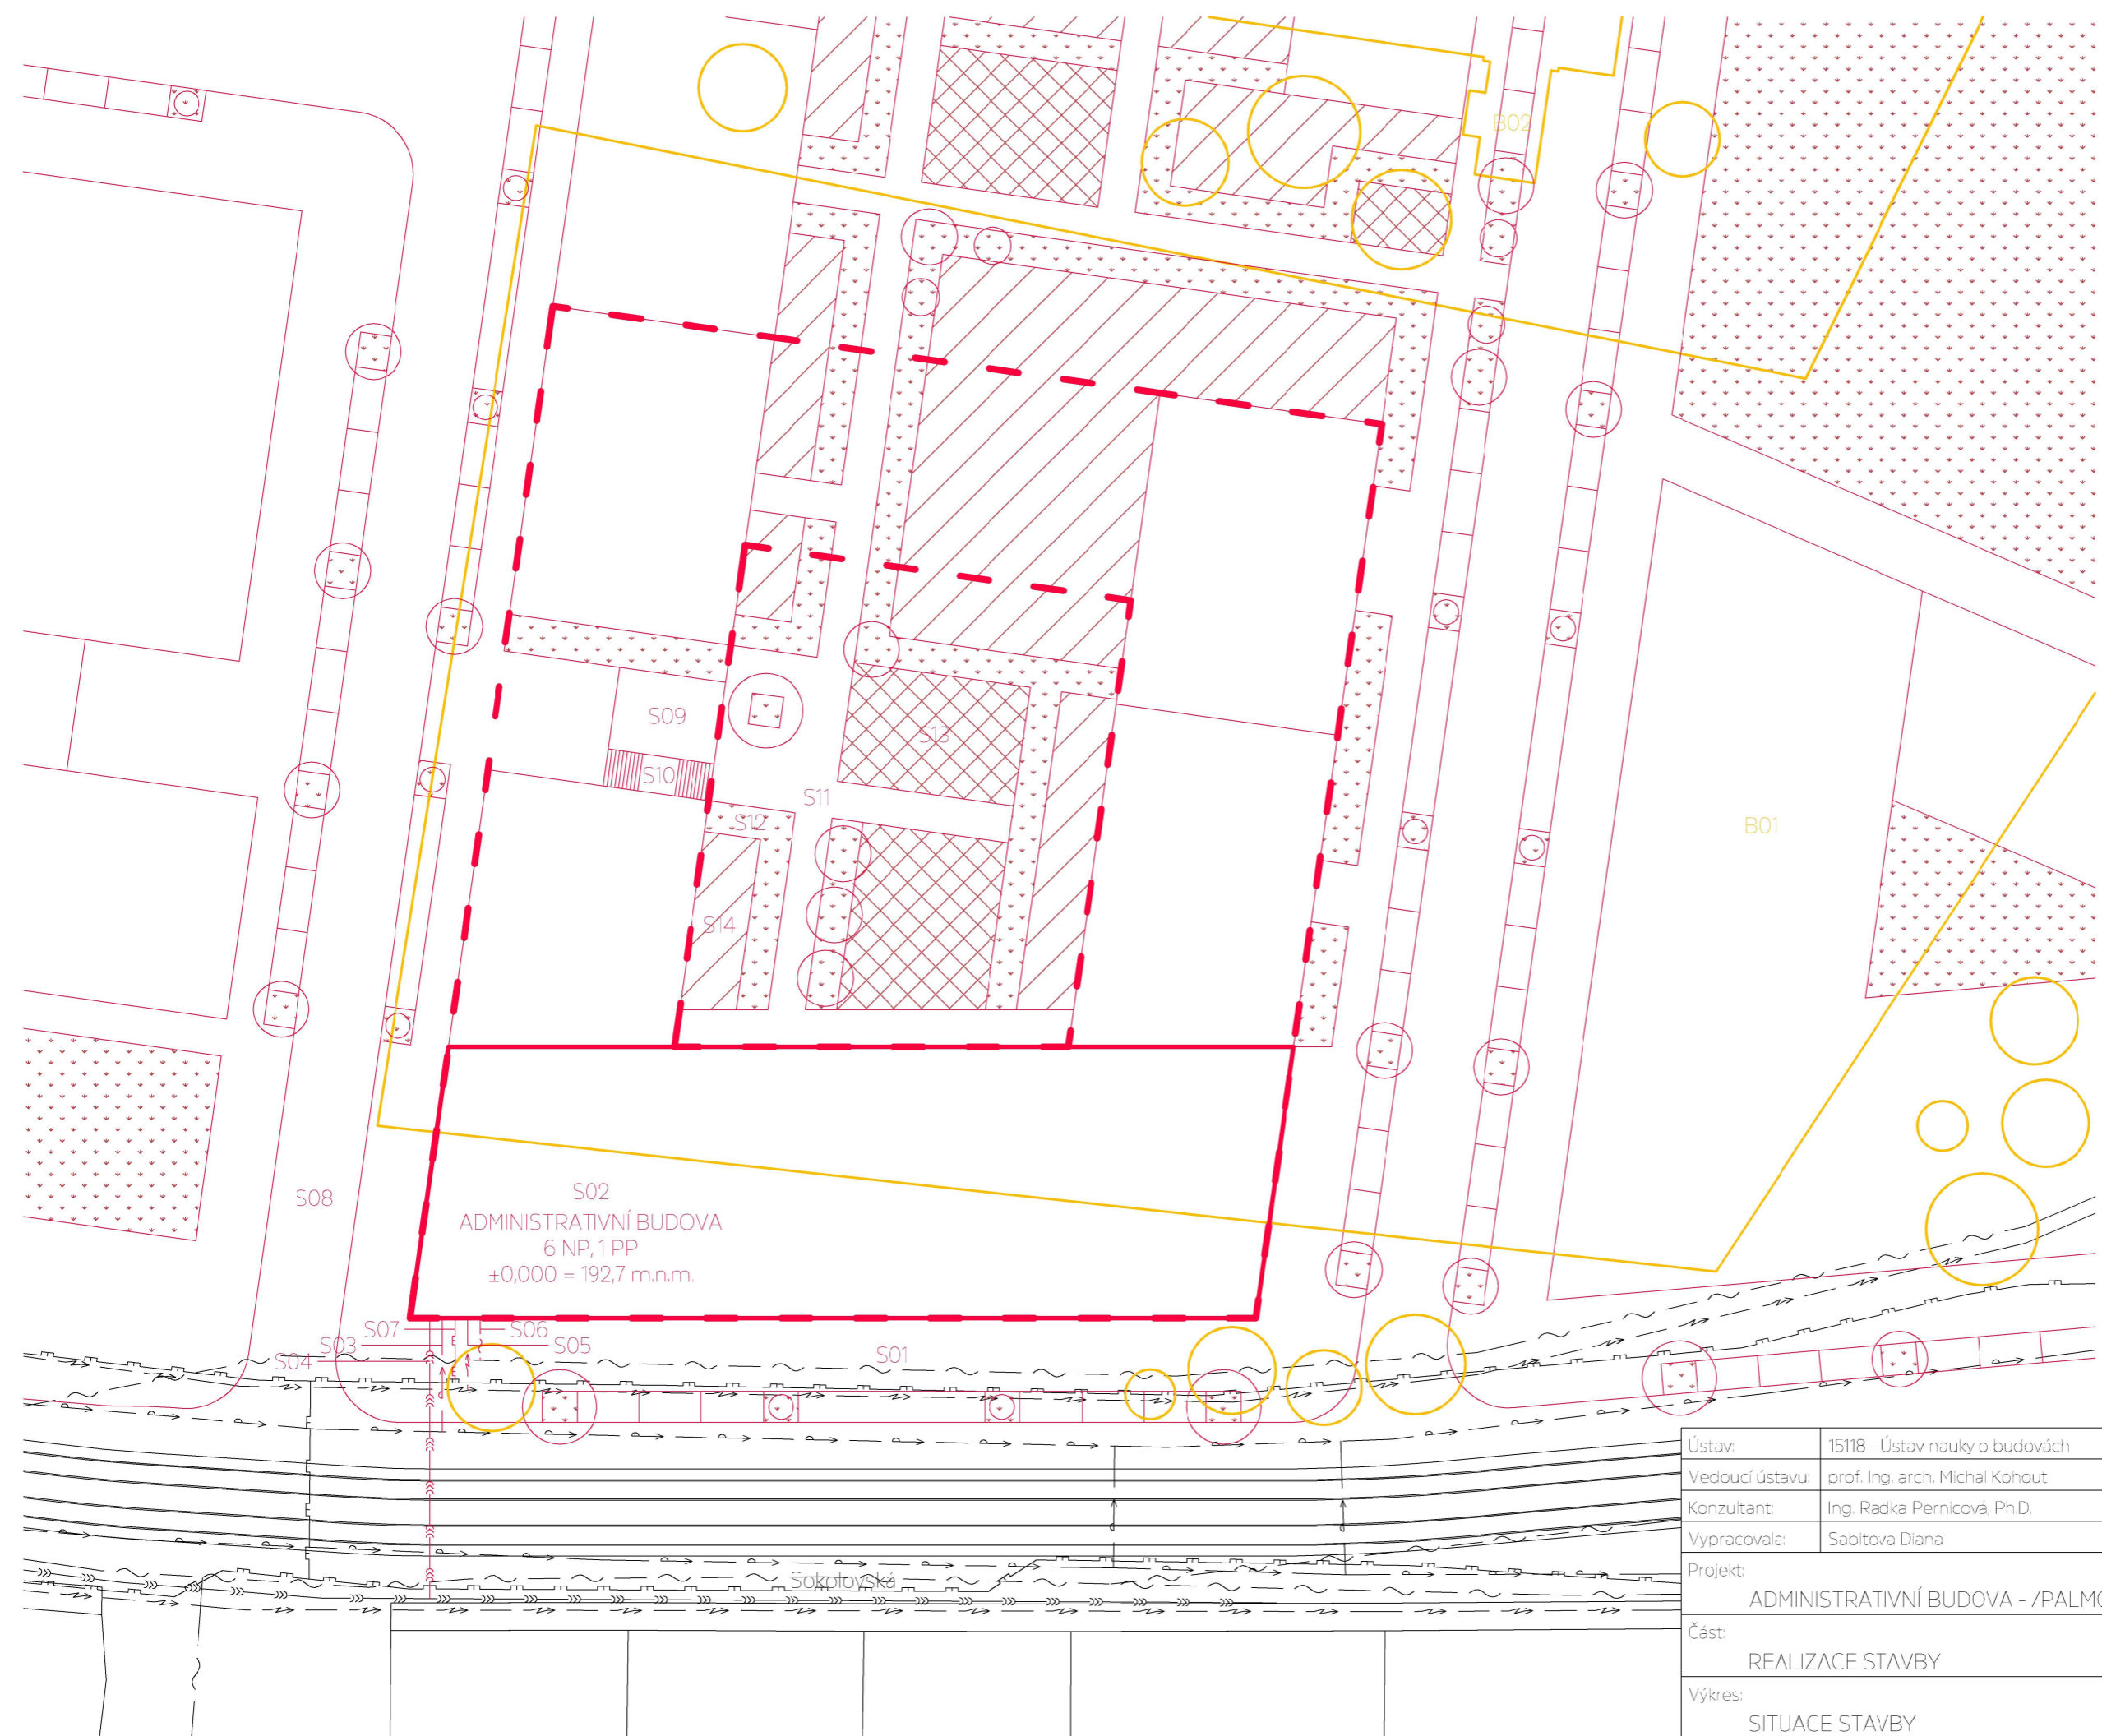 B02
S09
S13
S10
S11
S12
B01
S14
S08
S02
ADMINISTRATIVNÍ BUDOVA
6 NP, 1 PP
±0,000 = 192,7 m.n.m.
S07
S06
S03
S05
S04
S01
Sokolovská
Ústav: 15118 - Ústav nauky o budovách
Vedoucí ústavu: prof. Ing. arch. Michal Kohout
Konzultant: Ing. Radka Pernicová, Ph.D.
Vypracovala: Sabitova Diana
Projekt:
ADMINISTRATIVNÍ BUDOVA - /PALMO
Část:
REALIZACE STAVBY
Výkres:
SITUACE STAVBY